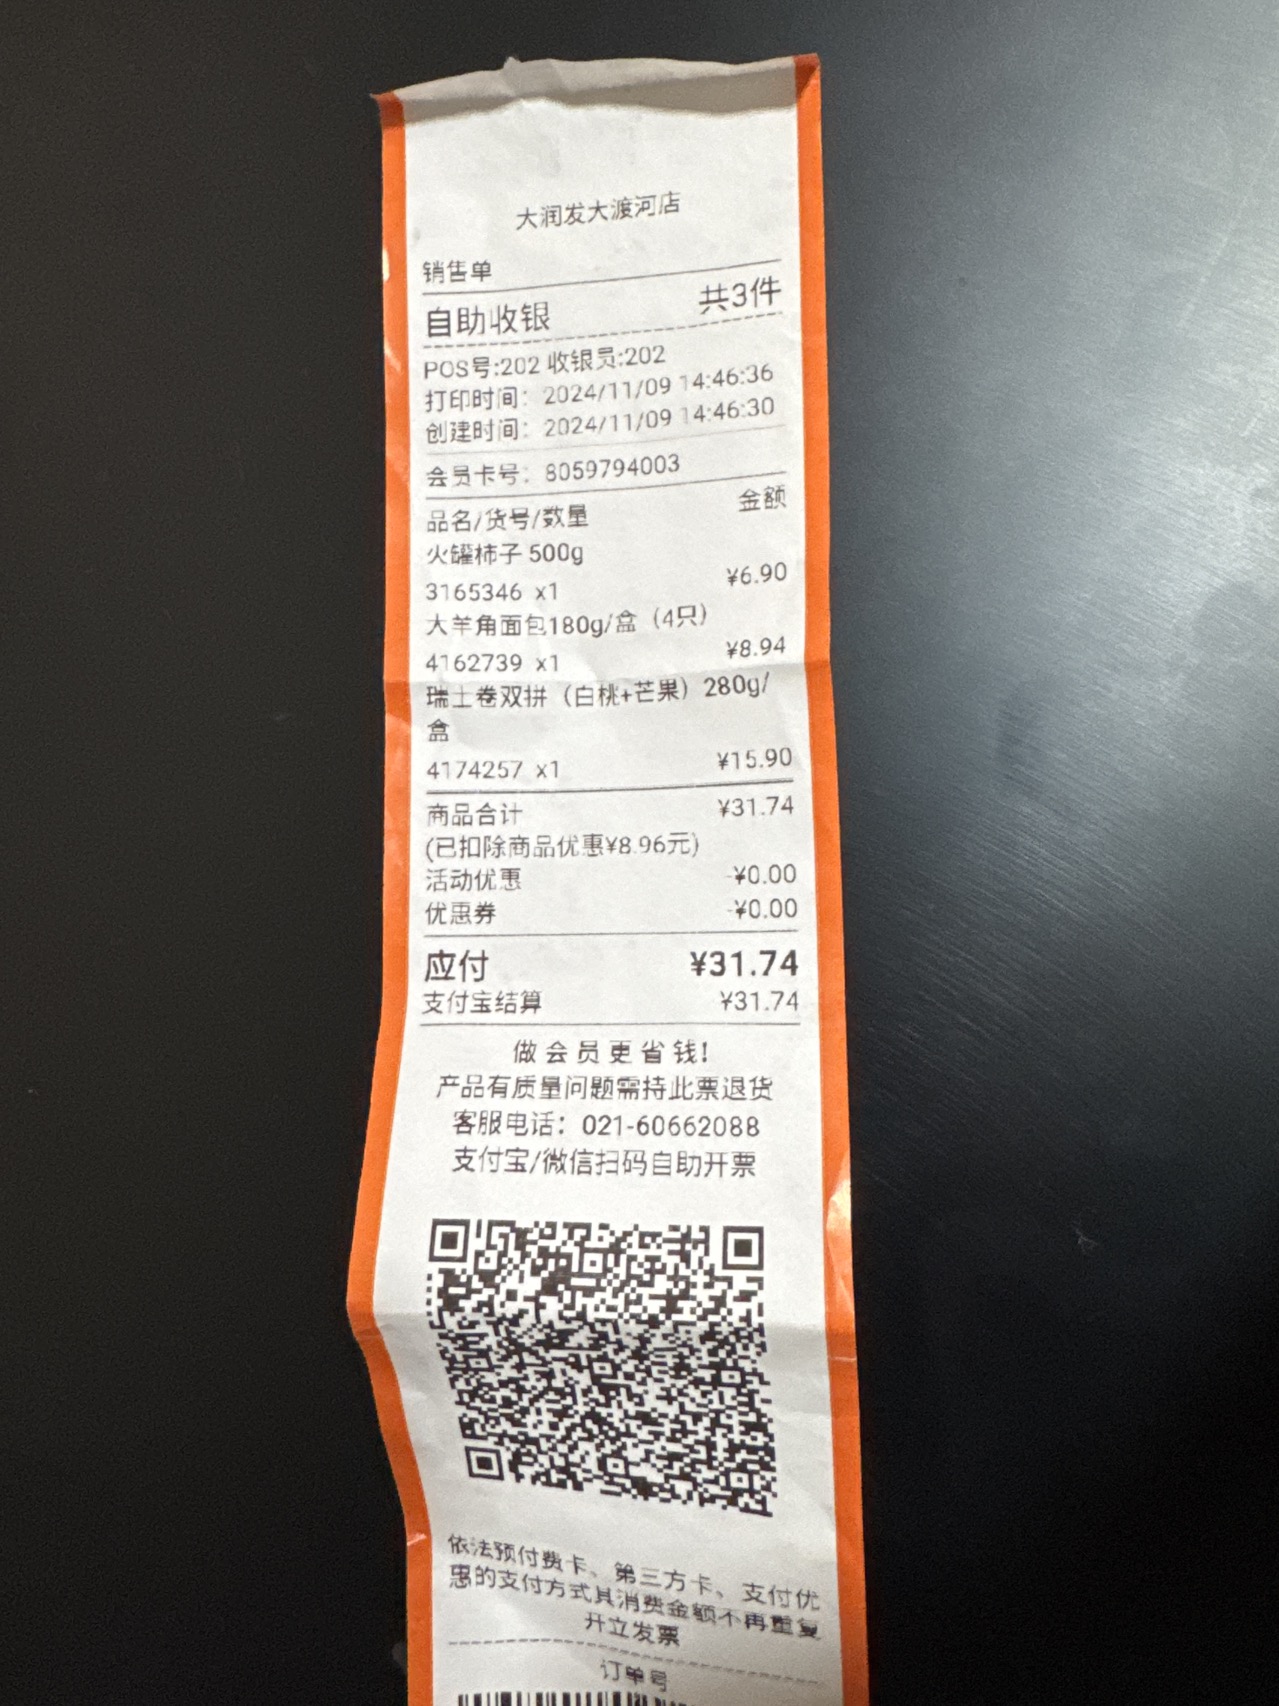 大润发大渡河店
销售单
自助收银 共3件
POS号:202 收银员:202
打印时间：2024/11/09 14:46:36
创建时间：2024/11/09 14:46:30
会员卡号：8059794003
品名/货号/数量 金额
火罐柿子 500g
3165346 x1 ¥6.90
大羊角面包180g/盒（4只）
4162739 x1 ¥8.94
瑞士卷双拼（白桃+芒果）280g/
盒
4174257 x1 ¥15.90
商品合计 ¥31.74
(已扣除商品优惠¥8.96元)
活动优惠 -¥0.00
优惠券 -¥0.00
应付 ¥31.74
支付宝结算 ¥31.74
做会员更省钱!
产品有质量问题需持此票退货
客服电话：021-60662088
支付宝/微信扫码自助开票
依法预付费卡、第三方卡、支付优
惠的支付方式其消费金额不再重复
开立发票
订单号